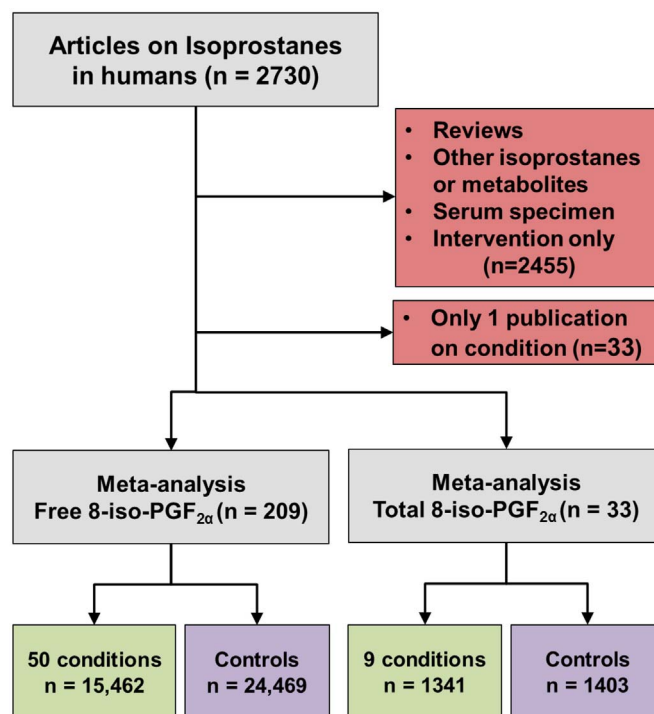 Articles on Isoprostanes
in humans (n = 2730)
• Reviews
• Other isoprostanes
or metabolites
• Serum specimen
• Intervention only
(n=2455)
• Only 1 publication
on condition (n=33)
Meta-analysis
Free 8-iso-PGF₂α (n = 209)
Meta-analysis
Total 8-iso-PGF₂α (n = 33)
50 conditions
n = 15,462
Controls
n = 24,469
9 conditions
n = 1341
Controls
n = 1403